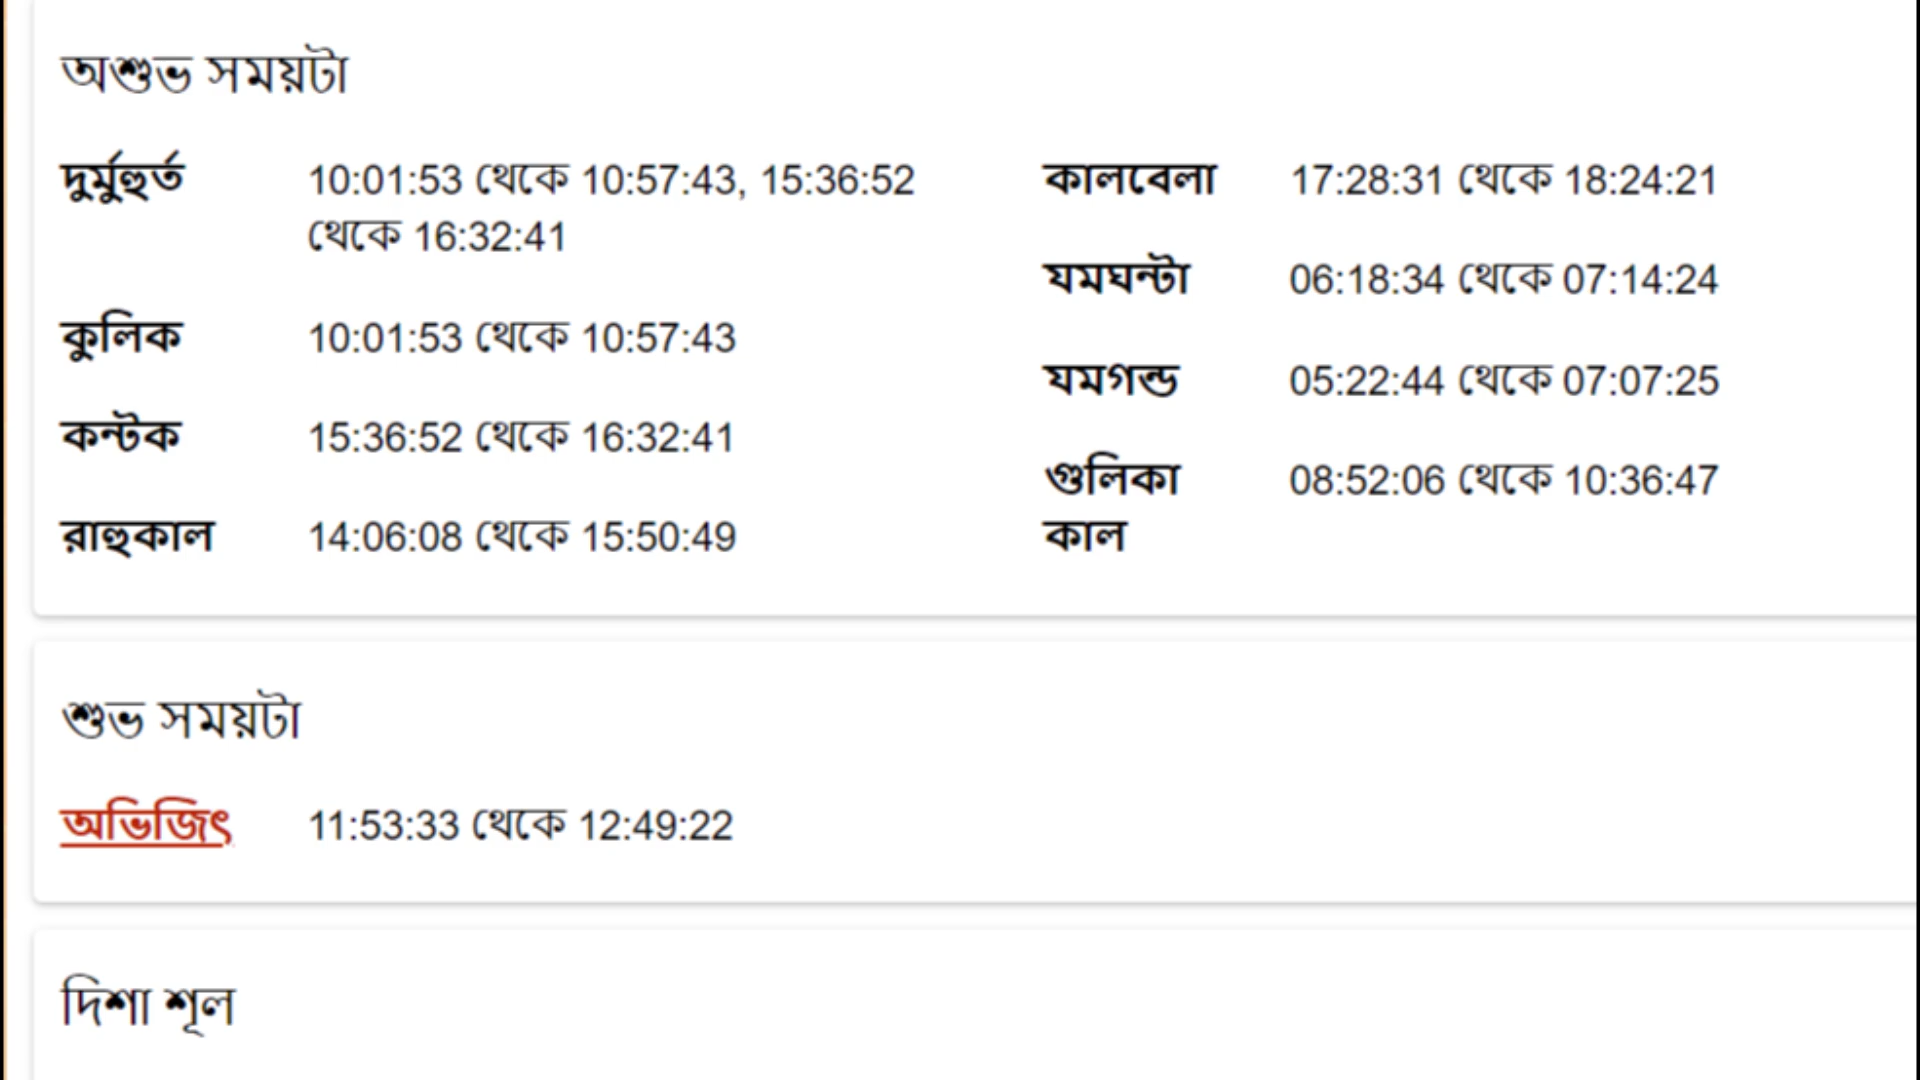 অশুভ সময়টা
দুর্মুহুর্ত 10:01:53 থেকে 10:57:43, 15:36:52
থেকে 16:32:41
কুলিক 10:01:53 থেকে 10:57:43
কন্টক 15:36:52 থেকে 16:32:41
রাহুকাল 14:06:08 থেকে 15:50:49
কালবেলা 17:28:31 থেকে 18:24:21
যমঘন্টা 06:18:34 থেকে 07:14:24
যমগন্ড 05:22:44 থেকে 07:07:25
গুলিকা 08:52:06 থেকে 10:36:47
কাল
শুভ সময়টা
অভিজিৎ 11:53:33 থেকে 12:49:22
দিশা শূল